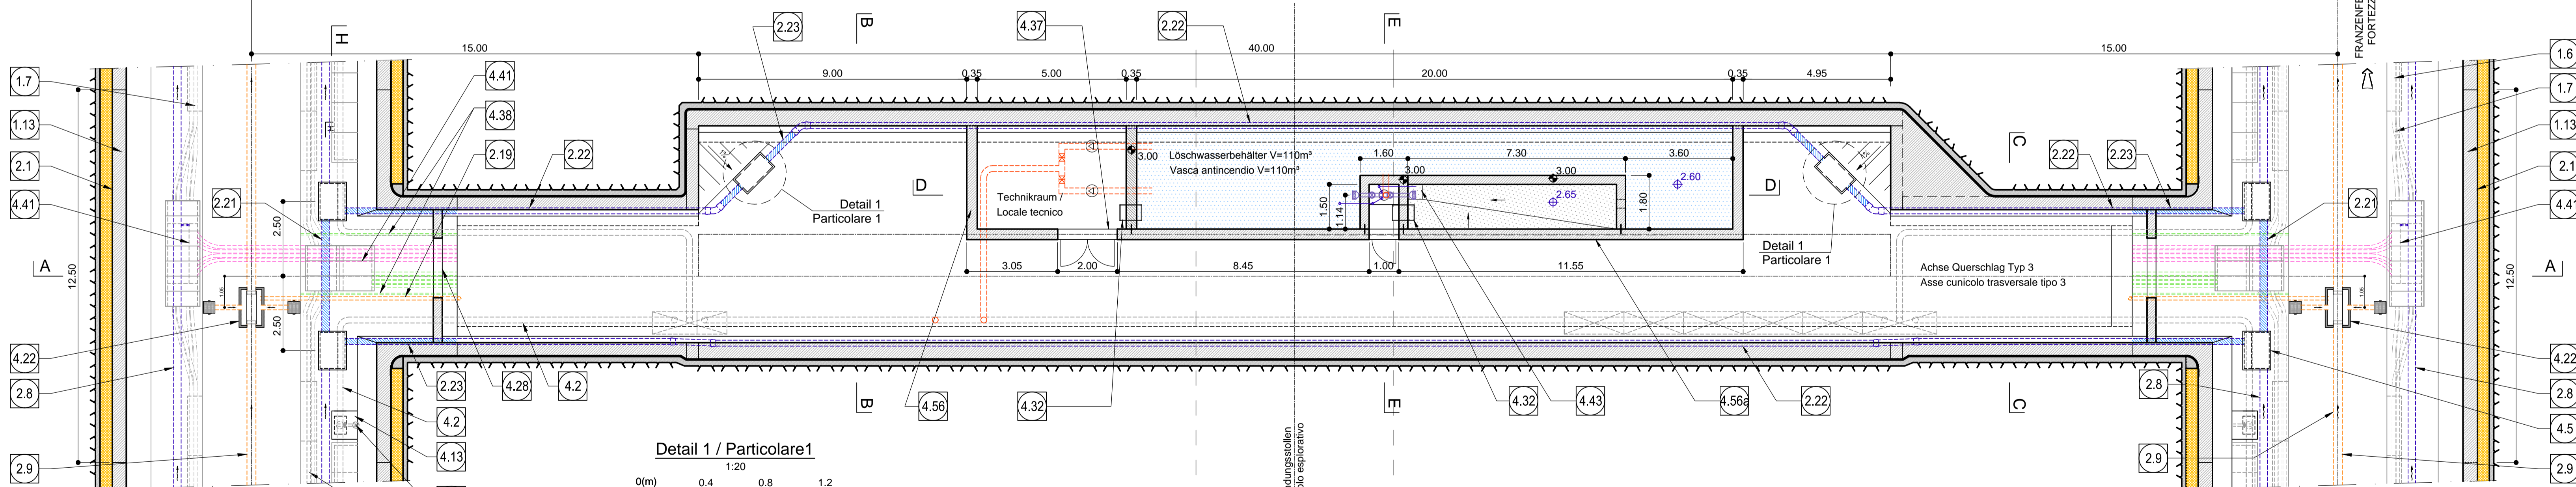 FRANZENFE
FORTEZZ
H
2.23
B
4.37
2.22
E
15.00
40.00
15.00
1.7
4.41
9.00
0.35
5.00
0.35
20.00
0.35
4.95
1.6
1.7
1.13
4.38
1.13
2.1
2.19
2.22
H
C
2.22
2.23
2.1
4.41
2.21
2.50
12.50
1.05
2.50
A
D
3.00
Löschwasserbehälter V=110m³
Vasca antincendio V=110m³
1.60
7.30
3.60
3.00
3.00
2.60
2.65
1.50
1.14
1.80
D
Technikraum /
Locale tecnico
Detail 1
Particolare 1
Detail 1
Particolare 1
2.21
4.41
A
3.05
2.00
8.45
1.00
11.55
Achse Querschlag Typ 3
Asse cunicolo trasversale tipo 3
1.05
12.50
4.22
2.8
2.23
4.28
4.2
B
4.56
4.32
E
4.32
4.43
4.56a
2.22
C
2.8
4.22
2.8
4.2
4.13
4.5
2.9
2.9
2.9
Detail 1 / Particolare1
1:20
0(m)
0.4
0.8
1.2
ndungsstollen
io esplorativo